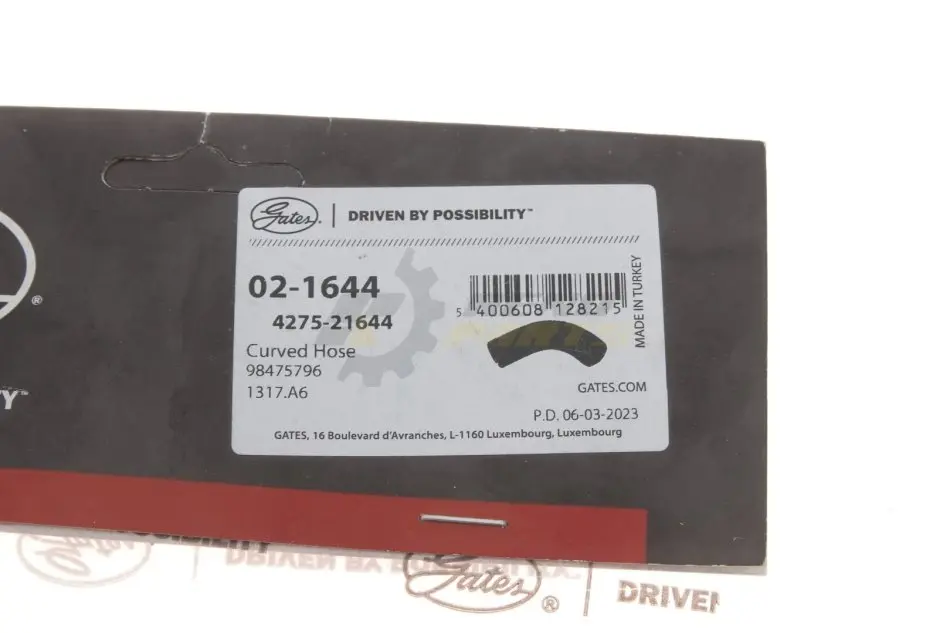 Gates® | DRIVEN BY POSSIBILITY™
02-1644
4275-21644
Curved Hose
98475796
1317.A6
5 400608 128215
MADE IN TURKEY
GATES.COM
P.D. 06-03-2023
GATES, 16 Boulevard d'Avranches, L-1160 Luxembourg, Luxembourg
®
Y™
Gates®
DRIVEN